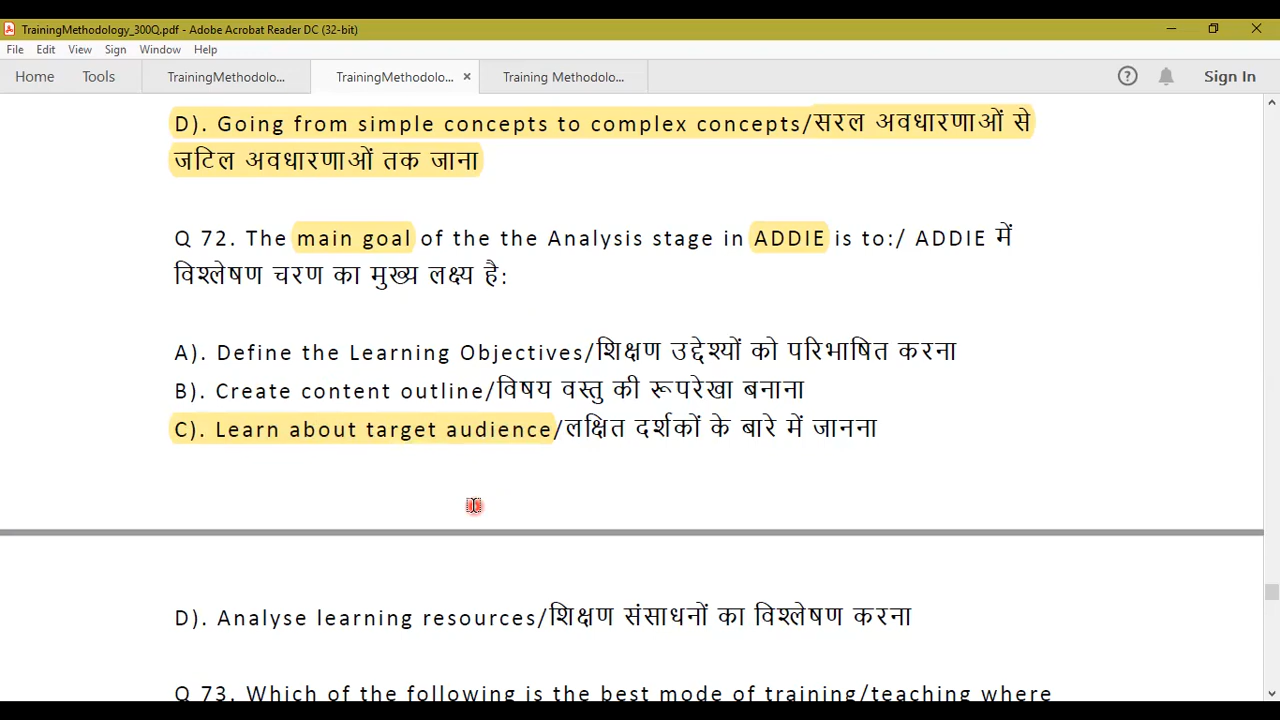 TrainingMethodology_300Q.pdf - Adobe Acrobat Reader DC (32-bit)
File Edit View Sign Window Help
Home Tools TrainingMethodolo... TrainingMethodolo... × Training Methodolo... Sign In
D). Going from simple concepts to complex concepts/सरल अवधारणाओं से
जटिल अवधारणाओं तक जाना
Q 72. The main goal of the the Analysis stage in ADDIE is to:/ ADDIE में
विश्लेषण चरण का मुख्य लक्ष्य है:
A). Define the Learning Objectives/शिक्षण उद्देश्यों को परिभाषित करना
B). Create content outline/विषय वस्तु की रूपरेखा बनाना
C). Learn about target audience/लक्षित दर्शकों के बारे में जानना
D). Analyse learning resources/शिक्षण संसाधनों का विश्लेषण करना
Q 73. Which of the following is the best mode of training/teaching where